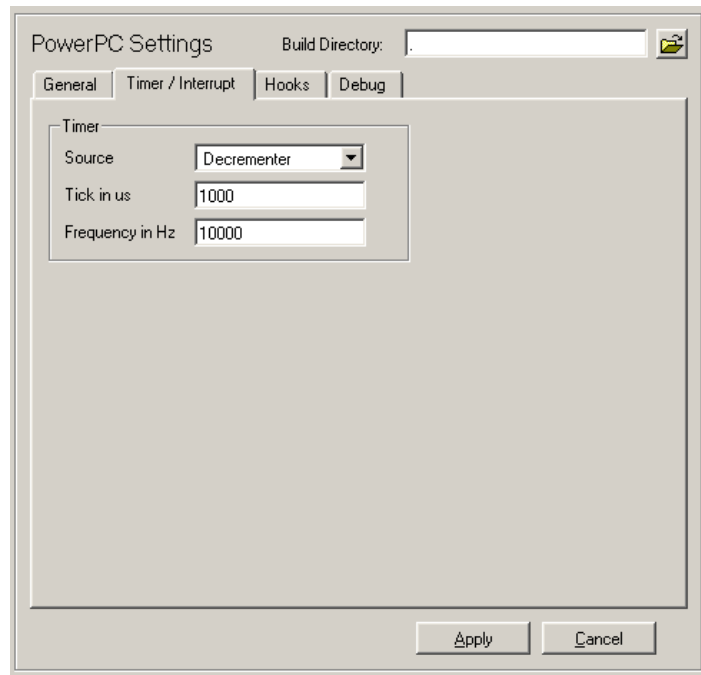 PowerPC Settings Build Directory: .
General Timer / Interrupt Hooks Debug
Timer
Source Decrementer
Tick in us 1000
Frequency in Hz 10000
Apply Cancel